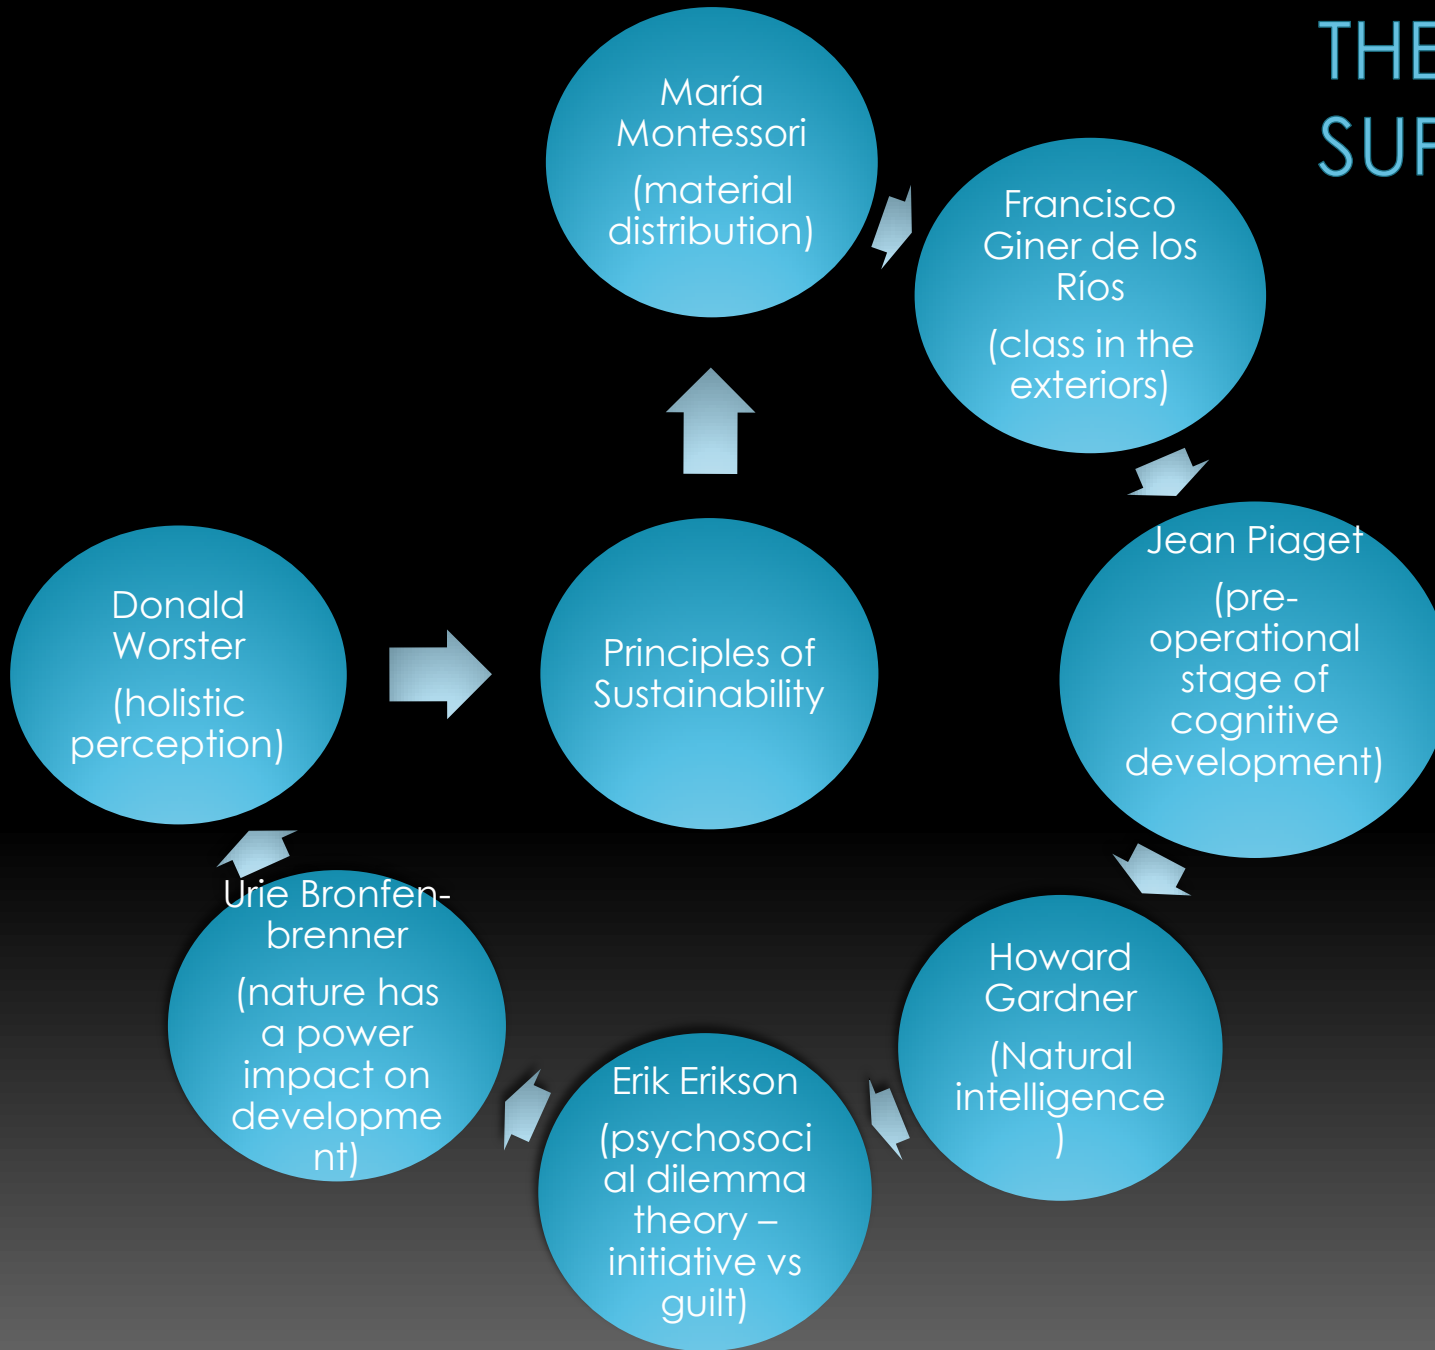 THE
SUP
María
Montessori
(material
distribution)
Francisco
Giner de los
Ríos
(class in the
exteriors)
Jean Piaget
(pre-
operational
stage of
cognitive
development)
Howard
Gardner
(Natural
intelligence
)
Erik Erikson
(psychosoci
al dilemma
theory –
initiative vs
guilt)
Urie Bronfen-
brenner
(nature has
a power
impact on
developme
nt)
Donald
Worster
(holistic
perception)
Principles of
Sustainability